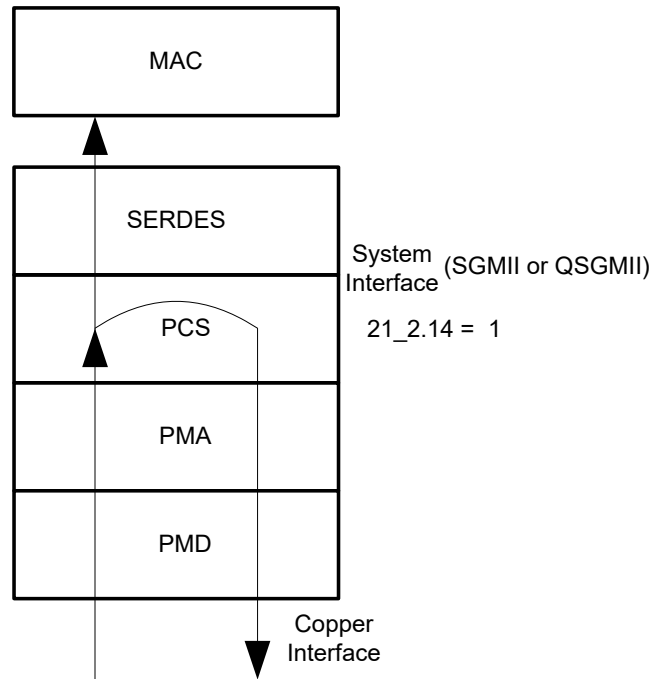 MAC
SERDES
System
Interface (SGMII or QSGMII)
PCS
21_2.14 = 1
PMA
PMD
Copper
Interface